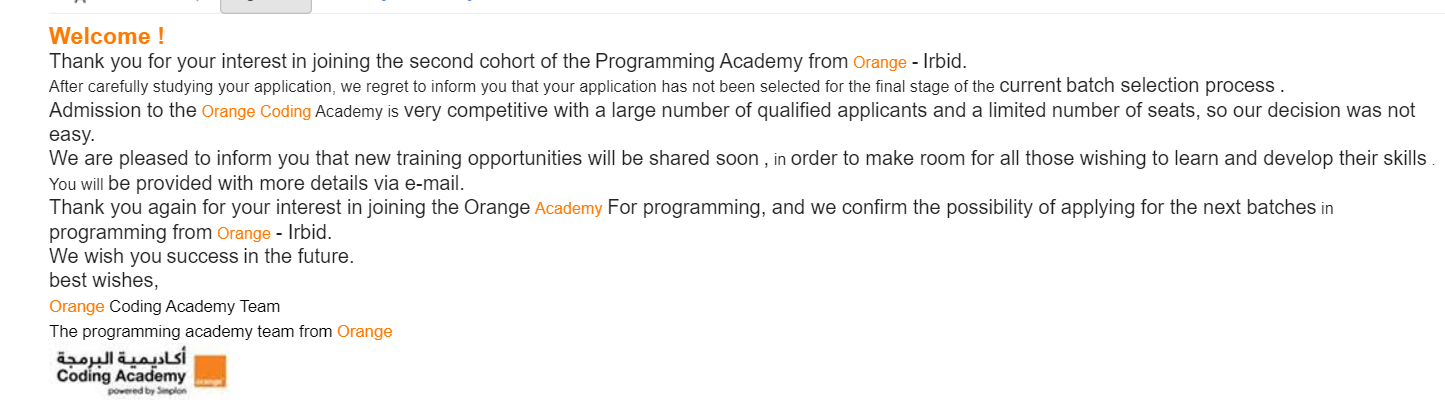 Welcome !
Thank you for your interest in joining the second cohort of the Programming Academy from Orange - Irbid.
After carefully studying your application, we regret to inform you that your application has not been selected for the final stage of the current batch selection process .
Admission to the Orange Coding Academy is very competitive with a large number of qualified applicants and a limited number of seats, so our decision was not
easy.
We are pleased to inform you that new training opportunities will be shared soon , in order to make room for all those wishing to learn and develop their skills .
You will be provided with more details via e-mail.
Thank you again for your interest in joining the Orange Academy For programming, and we confirm the possibility of applying for the next batches in
programming from Orange - Irbid.
We wish you success in the future.
best wishes,
Orange Coding Academy Team
The programming academy team from Orange
أكاديمية البرمجة
Coding Academy
powered by Simplon
orange